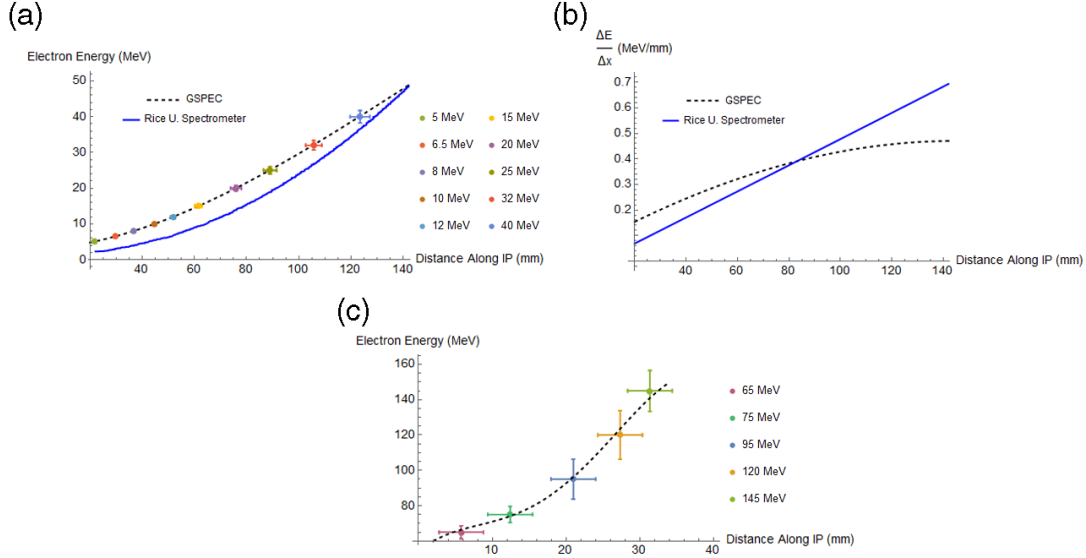 (a)
Electron Energy (MeV)
50
40
30
20
10
0
40 60 80 100 120 140 Distance Along IP (mm)
GSPEC
Rice U. Spectrometer
5 MeV 15 MeV
6.5 MeV 20 MeV
8 MeV 25 MeV
10 MeV 32 MeV
12 MeV 40 MeV
(b)
ΔE
Δx
(MeV/mm)
0.7
0.6
0.5
0.4
0.3
0.2
40 60 80 100 120 140 Distance Along IP (mm)
GSPEC
Rice U. Spectrometer
(c)
Electron Energy (MeV)
160
140
120
100
80
10 20 30 40 Distance Along IP (mm)
65 MeV
75 MeV
95 MeV
120 MeV
145 MeV